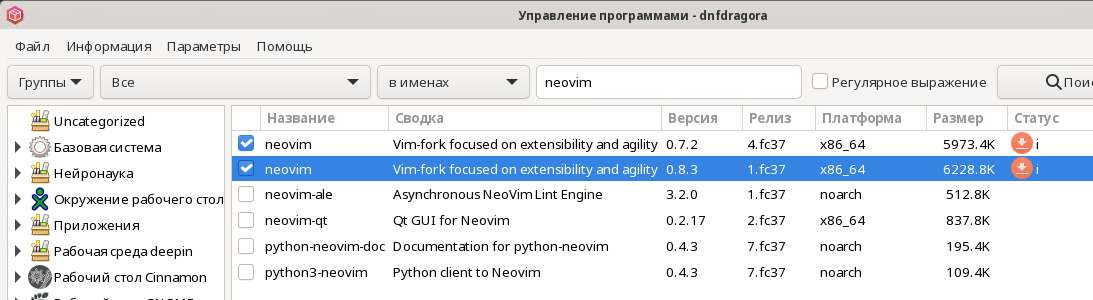 Управление программами - dnfdragora
Файл Информация Параметры Помощь
Группы Все в именах neovim Регулярное выражение
Название Сводка Версия Релиз Платформа Размер Статус
Uncategorized
Базовая система
Нейронаука
Окружение рабочего стол
Приложения
Рабочая среда deepin
Рабочий стол Cinnamon
neovim Vim-fork focused on extensibility and agility 0.7.2 4.fc37 x86_64 5973.4K i
neovim Vim-fork focused on extensibility and agility 0.8.3 1.fc37 x86_64 6228.8K i
neovim-ale Asynchronous NeoVim Lint Engine 3.2.0 1.fc37 noarch 512.8K
neovim-qt Qt GUI for Neovim 0.2.17 2.fc37 x86_64 837.8K
python-neovim-doc Documentation for python-neovim 0.4.3 7.fc37 noarch 195.4K
python3-neovim Python client to Neovim 0.4.3 7.fc37 noarch 109.4K